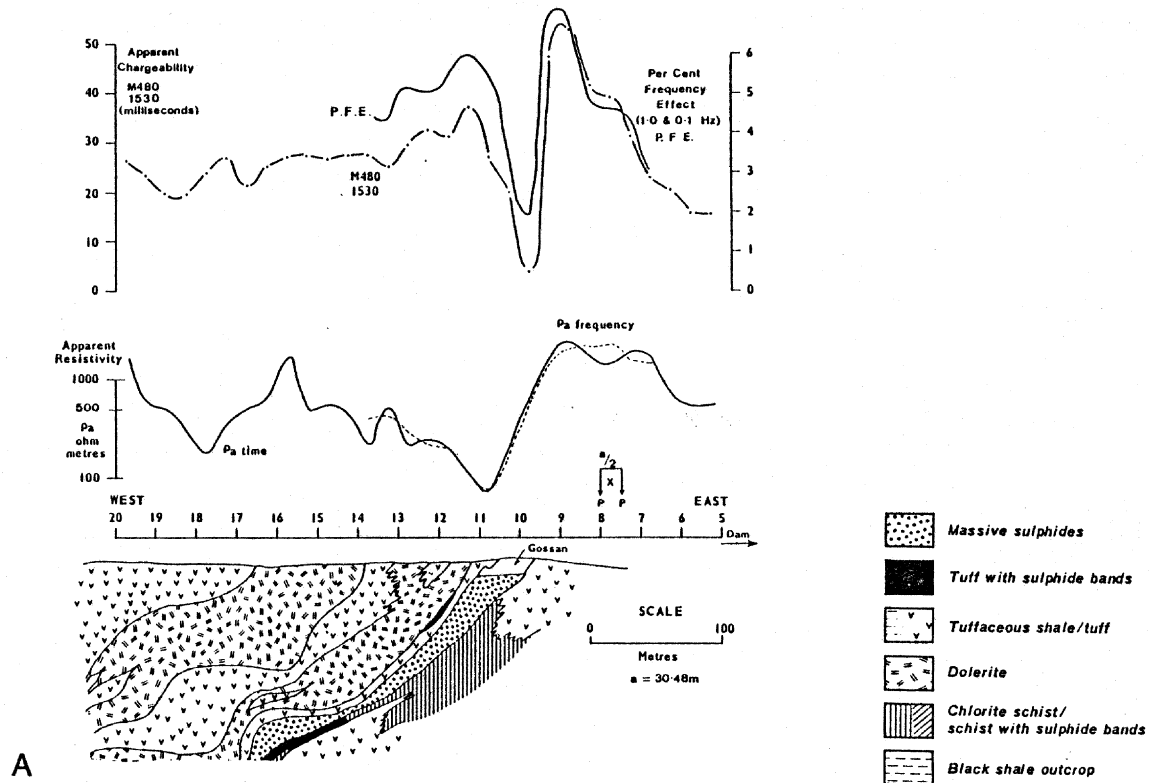 Apparent
Chargeability
M480
1530
(milliseconds)
50
40
30
20
10
0
P.F.E.
M480
1530
Per Cent
Frequency
Effect
(1·0 & 0·1 Hz)
P. F. E.
6
5
4
3
2
1
0
Apparent
Resistivity
1000
500
Pa
ohm
metres
100
Pa time
Pa frequency
a/2
X
P P
WEST EAST
20 19 18 17 16 15 14 13 12 11 10 9 8 7 6 5
Dam
Gossan
SCALE
0 100
Metres
a = 30·48m
Massive sulphides
Tuff with sulphide bands
Tuffaceous shale/tuff
Dolerite
Chlorite schist/
schist with sulphide bands
Black shale outcrop
A